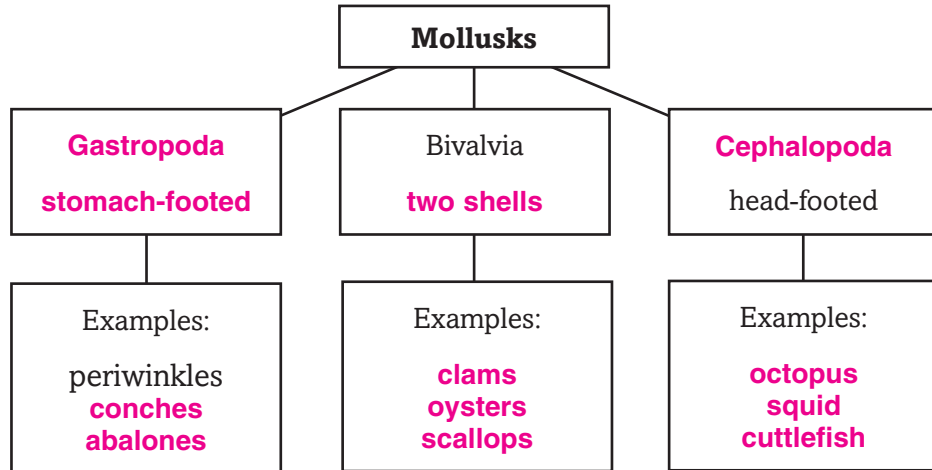 Mollusks
Gastropoda
stomach-footed
Bivalvia
two shells
Cephalopoda
head-footed
Examples:
periwinkles
conches
abalones
Examples:
clams
oysters
scallops
Examples:
octopus
squid
cuttlefish